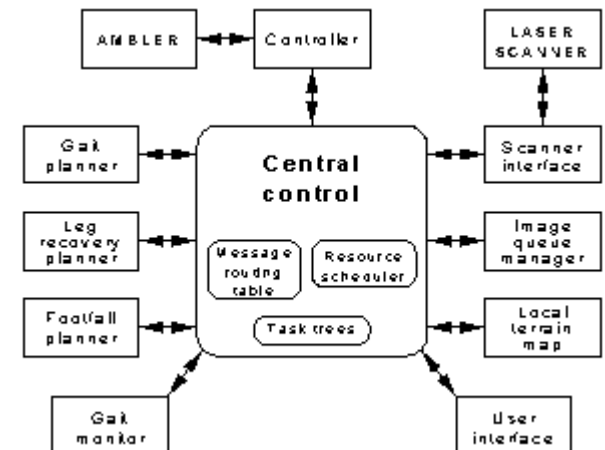 AMBLER
Controller
LASER
SCANNER
Gait
planner
Central
control
Scanner
interface
Leg
recovery
planner
Message
routing
table
Resource
scheduler
Image
queue
manager
Footfall
planner
Task trees
Local
terrain
map
Gait
monitor
User
interface